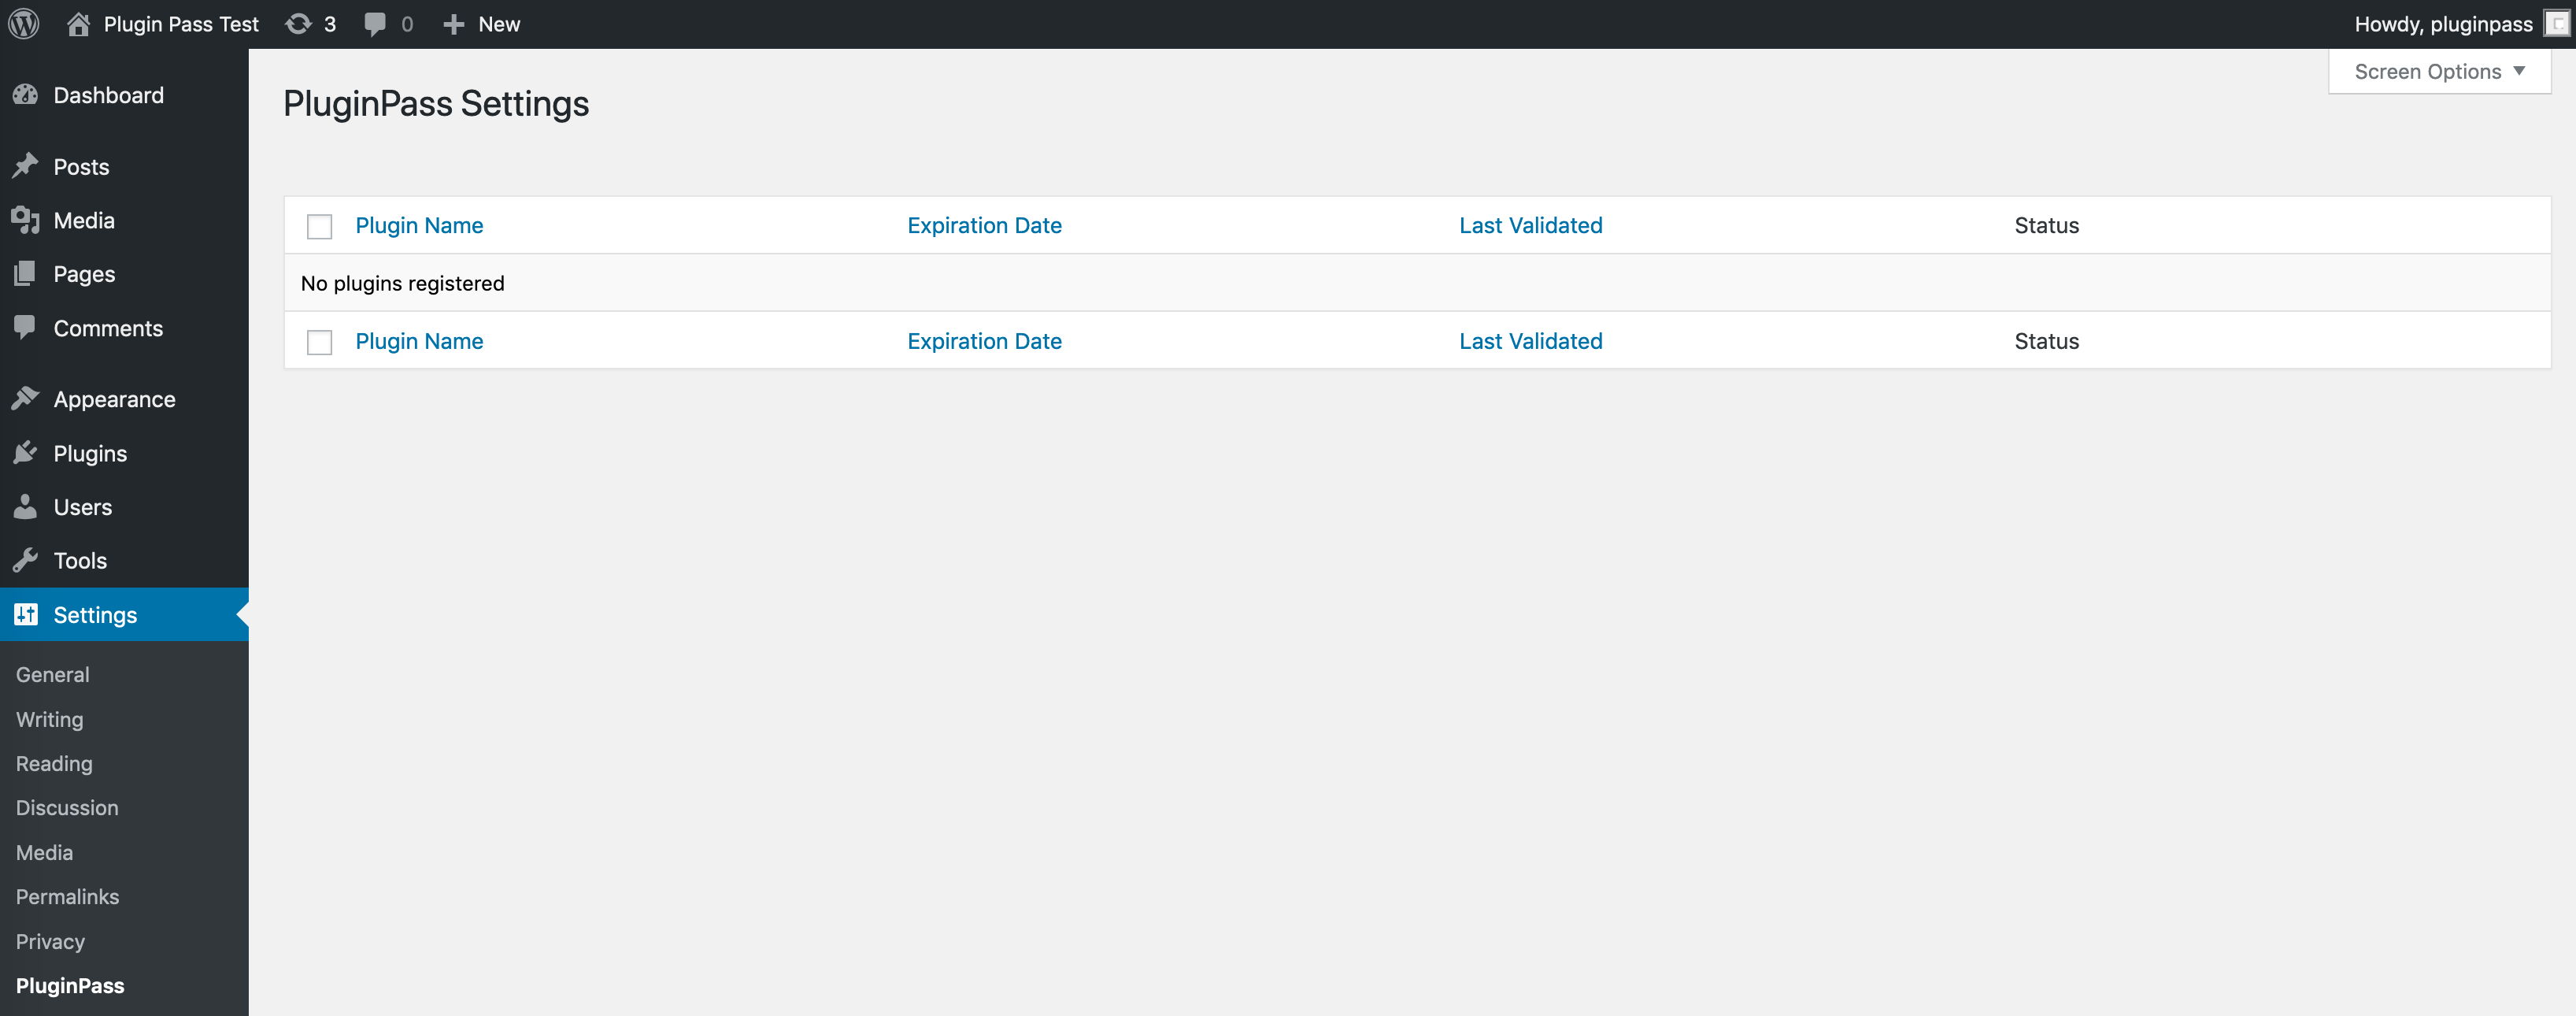 Plugin Pass Test 3 0 New Howdy, pluginpass
Screen Options
Dashboard
Posts
Media
Pages
Comments
Appearance
Plugins
Users
Tools
Settings
General
Writing
Reading
Discussion
Media
Permalinks
Privacy
PluginPass
PluginPass Settings
Plugin Name Expiration Date Last Validated Status
No plugins registered
Plugin Name Expiration Date Last Validated Status